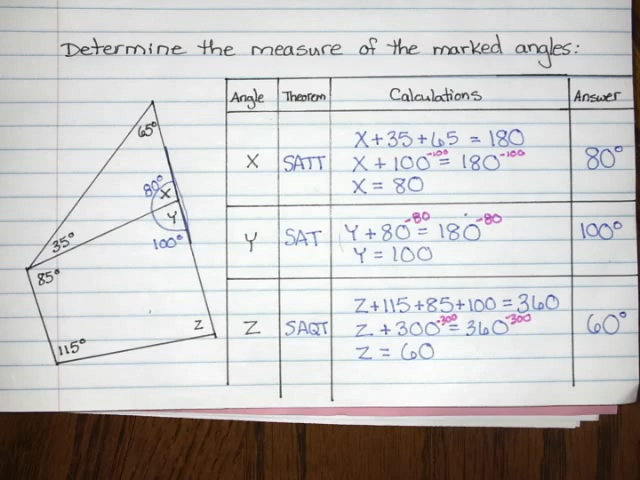 Determine the measure of the marked angles:
65°
80°
X
Y
100°
35°
85°
115°
Z
Angle Theorem Calculations Answer
X SATT X+35+65 = 180 80°
X + 100 -100 = 180 -100
X = 80
Y SAT Y + 80 -80 = 180 -80 100°
Y = 100
Z SAQT Z+115+85+100 = 360 60°
Z + 300 -300 = 360 -300
Z = 60